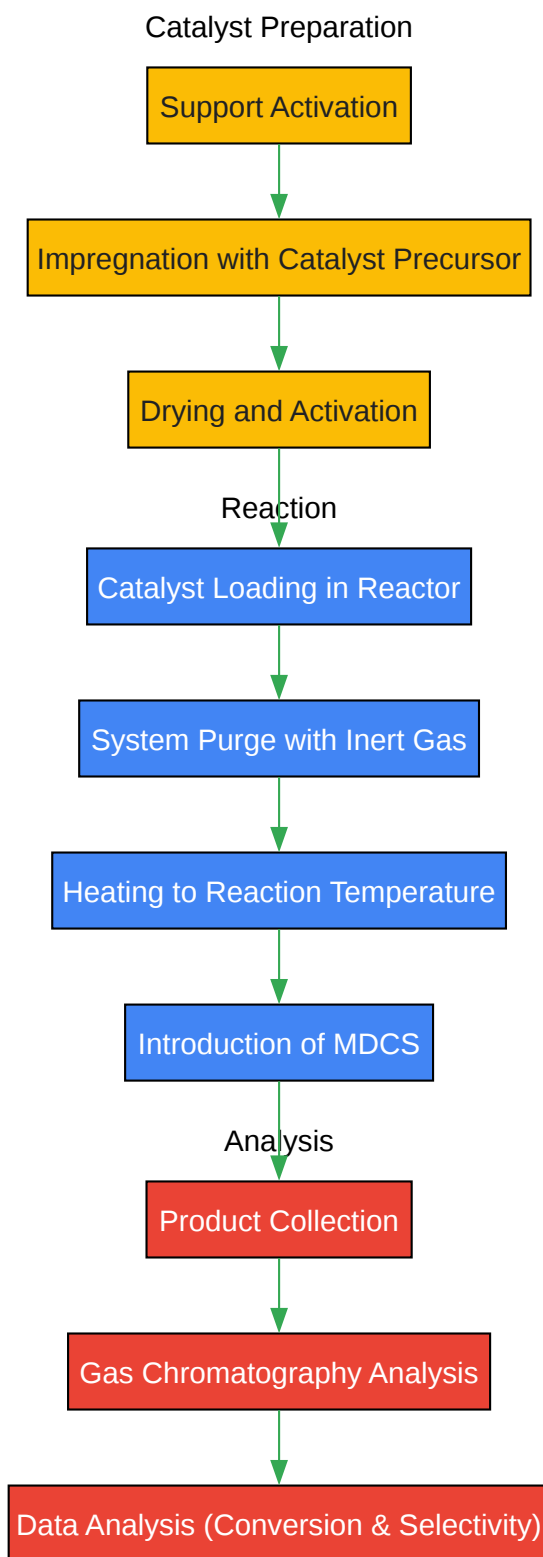 Catalyst Preparation
Support Activation
Impregnation with Catalyst Precursor
Drying and Activation
Reaction
Catalyst Loading in Reactor
System Purge with Inert Gas
Heating to Reaction Temperature
Introduction of MDCS
Analysis
Product Collection
Gas Chromatography Analysis
Data Analysis (Conversion & Selectivity)